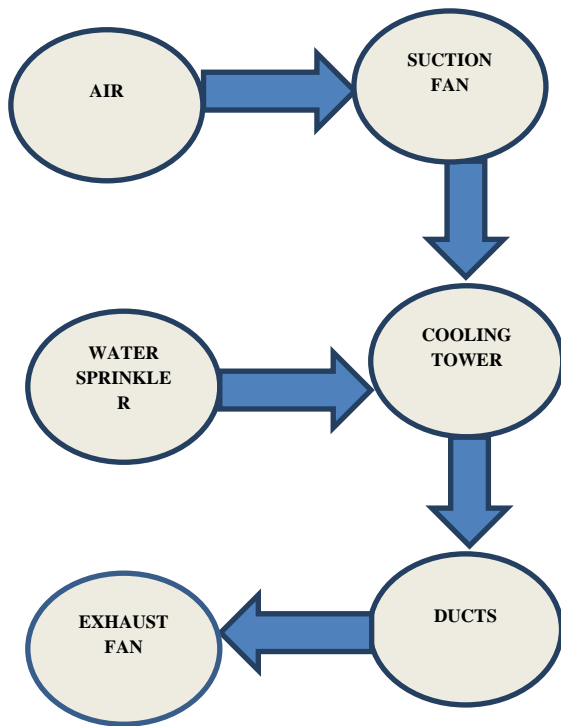 AIR
SUCTION
FAN
WATER
SPRINKLE
R
COOLING
TOWER
EXHAUST
FAN
DUCTS